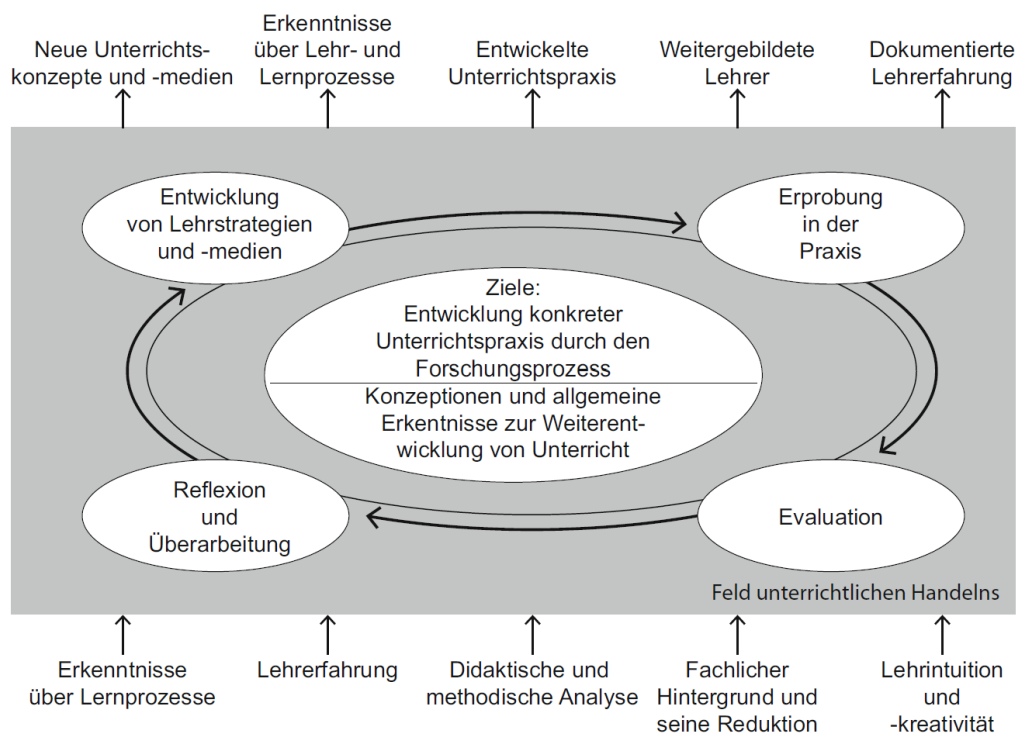 Neue Unterrichts-
konzepte und -medien
Erkenntnisse
über Lehr- und
Lernprozesse
Entwickelte
Unterrichtspraxis
Weitergebildete
Lehrer
Dokumentierte
Lehrerfahrung
Entwicklung
von Lehrstrategien
und -medien
Erprobung
in der
Praxis
Ziele:
Entwicklung konkreter
Unterrichtspraxis durch den
Forschungsprozess
Konzeptionen und allgemeine
Erkentnisse zur Weiterent-
wicklung von Unterricht
Reflexion
und
Überarbeitung
Evaluation
Feld unterrichtlichen Handelns
Erkenntnisse
über Lernprozesse
Lehrerfahrung
Didaktische und
methodische Analyse
Fachlicher
Hintergrund und
seine Reduktion
Lehrintuition
und
-kreativität